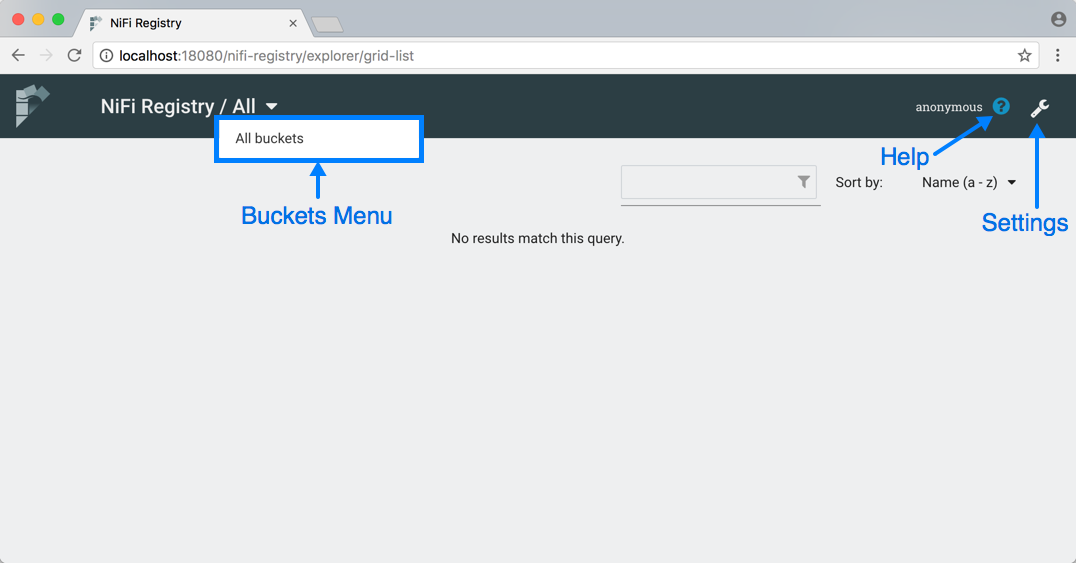 NiFi Registry
localhost:18080/nifi-registry/explorer/grid-list
NiFi Registry / All
anonymous ?
All buckets
Help
Sort by: Name (a - z)
Buckets Menu
Settings
No results match this query.